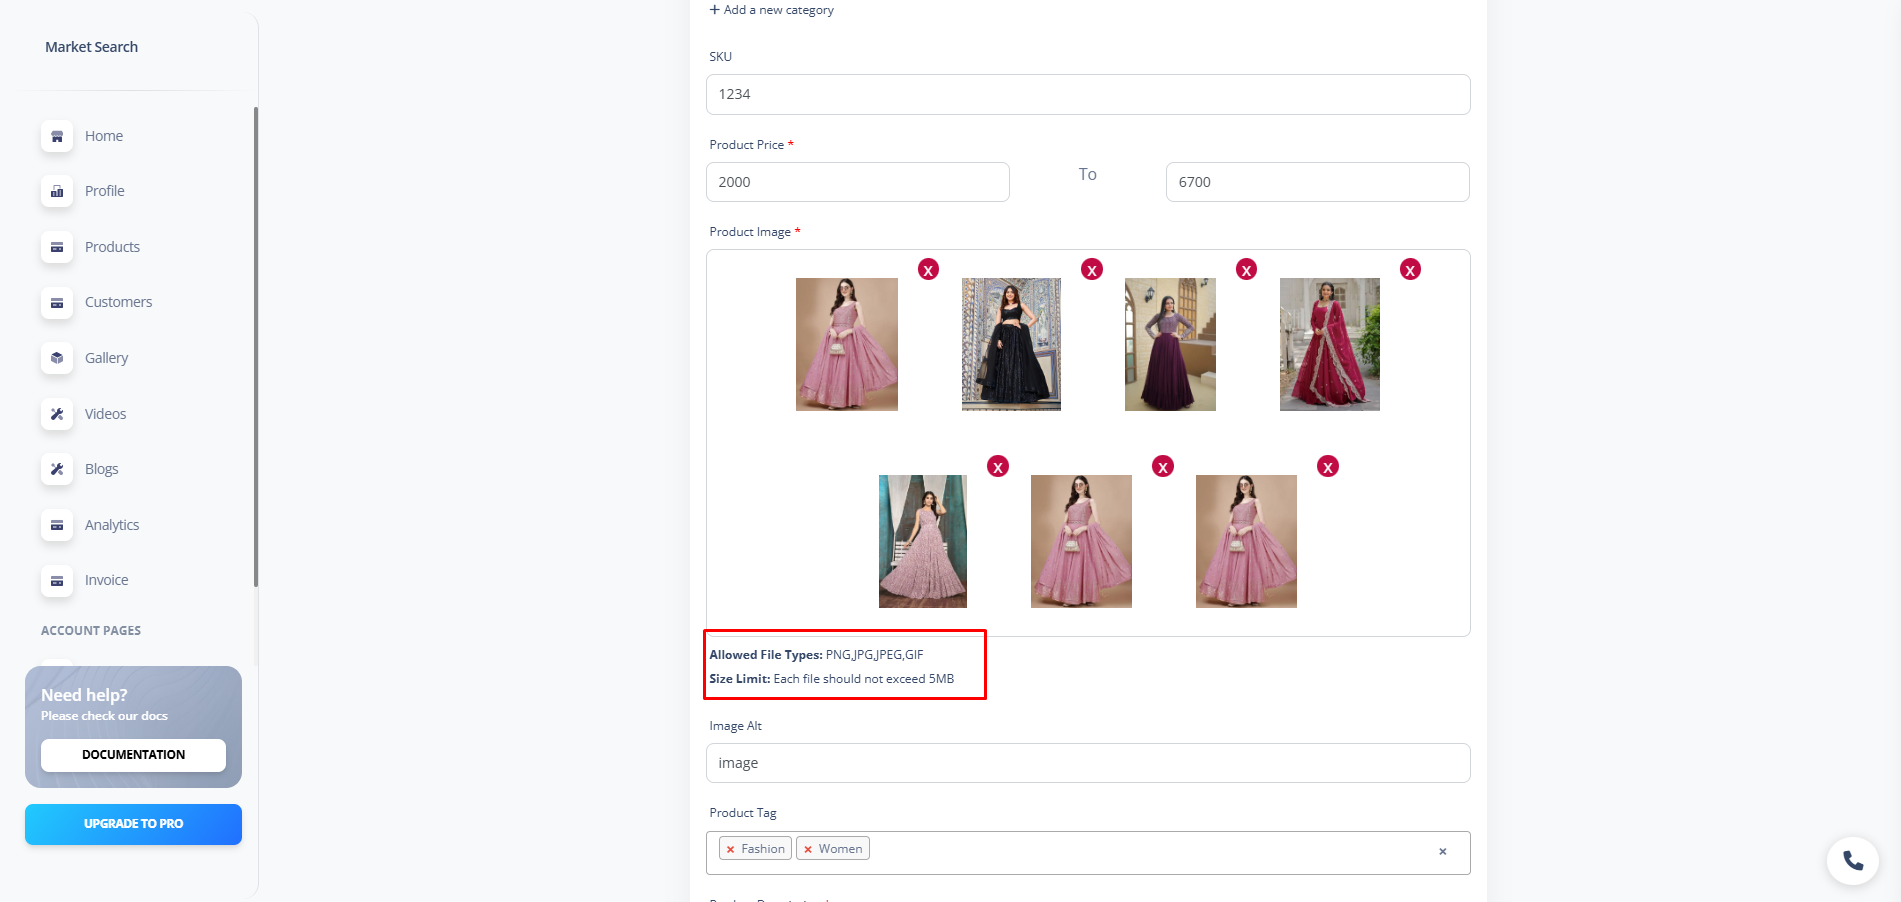 Market Search
Home
Profile
Products
Customers
Gallery
Videos
Blogs
Analytics
Invoice
ACCOUNT PAGES
Need help?
Please check our docs
DOCUMENTATION
UPGRADE TO PRO
+ Add a new category
SKU
1234
Product Price *
2000 To 6700
Product Image *
X X X X
X X X
Allowed File Types: PNG,JPG,JPEG,GIF
Size Limit: Each file should not exceed 5MB
Image Alt
image
Product Tag
× Fashion × Women ×